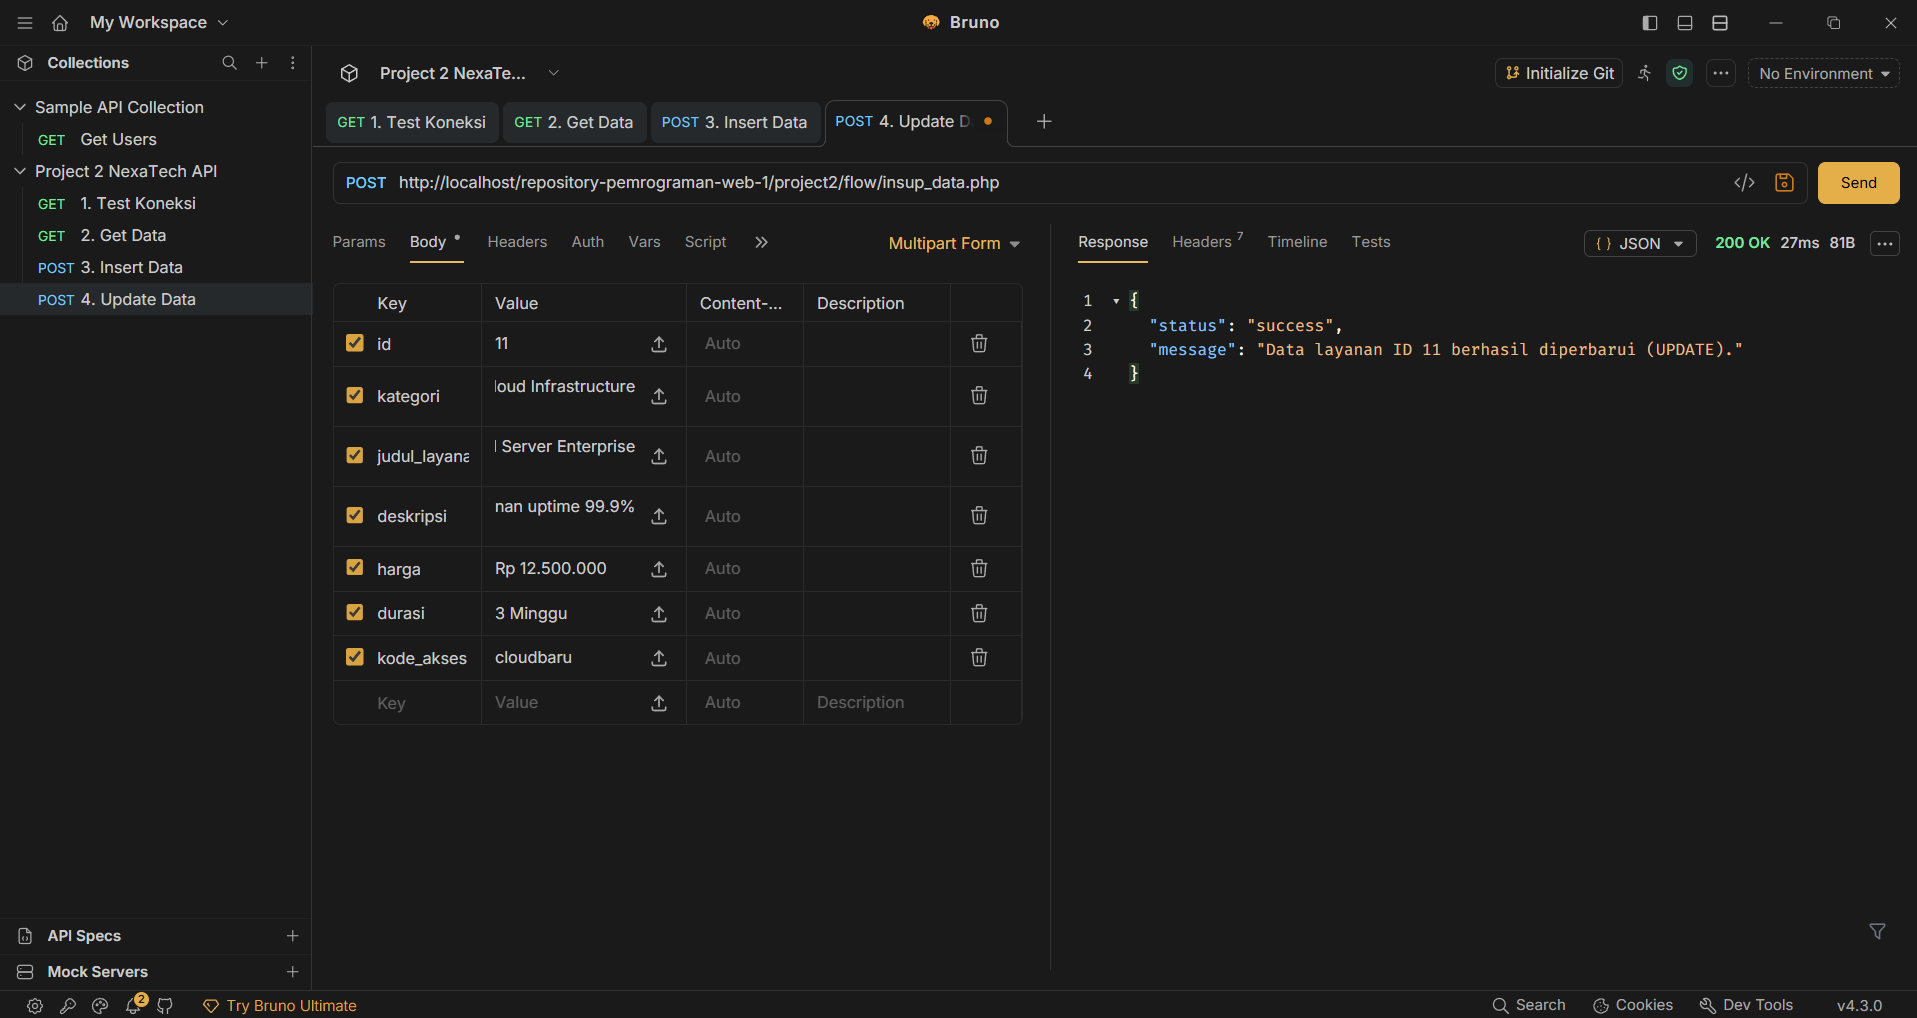 My Workspace
Bruno
Collections
Project 2 NexaTe...
Initialize Git
No Environment
Sample API Collection
GET Get Users
Project 2 NexaTech API
GET 1. Test Koneksi
GET 2. Get Data
POST 3. Insert Data
POST 4. Update Data
GET 1. Test Koneksi
GET 2. Get Data
POST 3. Insert Data
POST 4. Update D
POST http://localhost/repository-pemrograman-web-1/project2/flow/insup_data.php
</>
Send
Params Body Headers Auth Vars Script
Multipart Form
Key Value Content-... Description
id 11 Auto
kategori loud Infrastructure Auto
judul_layana l Server Enterprise Auto
deskripsi nan uptime 99.9% Auto
harga Rp 12.500.000 Auto
durasi 3 Minggu Auto
kode_akses cloudbaru Auto
Key Value Auto Description
Response Headers 7 Timeline Tests
{ } JSON
200 OK 27ms 81B
1 {
2 "status": "success",
3 "message": "Data layanan ID 11 berhasil diperbarui (UPDATE)."
4 }
API Specs
Mock Servers
2
Try Bruno Ultimate
Search
Cookies
Dev Tools
v4.3.0